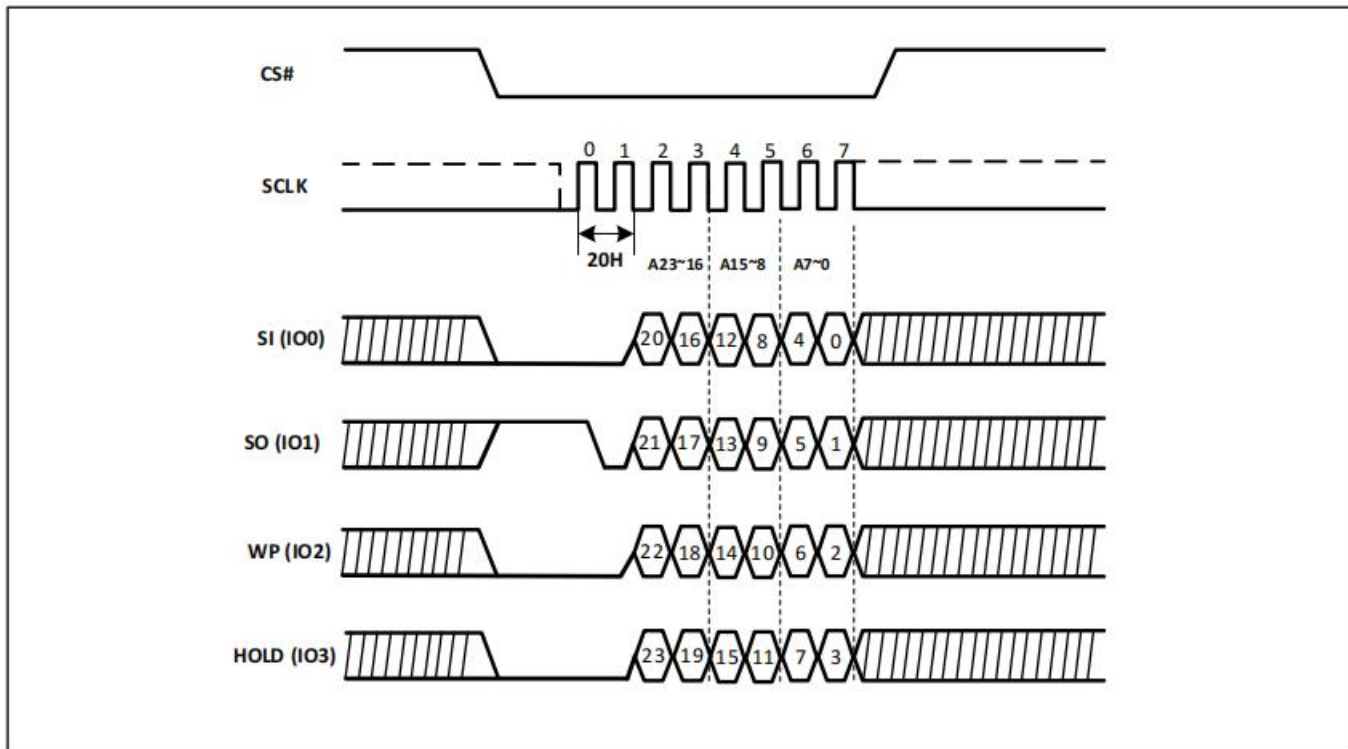 CS#
0 1 2 3 4 5 6 7
SCLK
20H A23~16 A15~8 A7~0
SI (IO0) 20 16 12 8 4 0
SO (IO1) 21 17 13 9 5 1
WP (IO2) 22 18 14 10 6 2
HOLD (IO3) 23 19 15 11 7 3